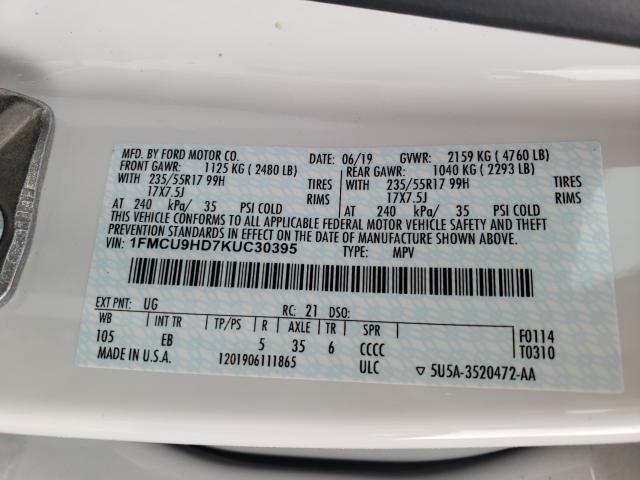 MFD. BY FORD MOTOR CO.
DATE: 06/19 GVWR: 2159 KG ( 4760 LB)
FRONT GAWR: 1125 KG ( 2480 LB)
REAR GAWR: 1040 KG ( 2293 LB)
WITH 235/55R17 99H TIRES
WITH 235/55R17 99H TIRES
17X7.5J RIMS
17X7.5J RIMS
AT 240 kPa/ 35 PSI COLD
AT 240 kPa/ 35 PSI COLD
THIS VEHICLE CONFORMS TO ALL APPLICABLE FEDERAL MOTOR VEHICLE SAFETY AND THEFT
PREVENTION STANDARDS IN EFFECT ON THE DATE OF MANUFACTURE SHOWN ABOVE.
VIN: 1FMCU9HD7KUC30395
TYPE: MPV
EXT PNT: UG RC: 21 DSO:
WB INT TR TP/PS R AXLE TR SPR
105 EB 5 35 6 CCCC
F0114
T0310
MADE IN U.S.A. 1201906111865 ULC ▽ 5U5A-3520472-AA